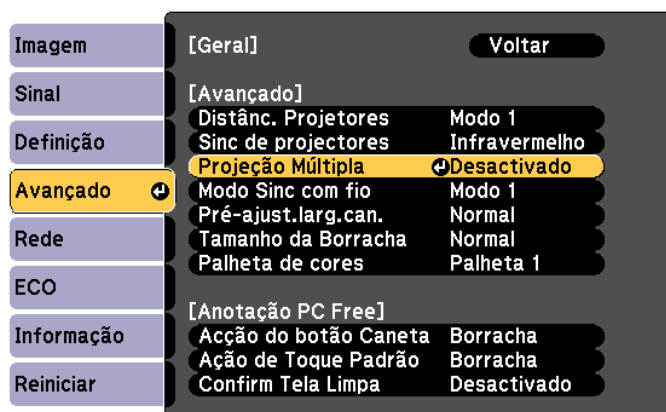 Imagem
Sinal
Definição
Avançado
Rede
ECO
Informação
Reiniciar
[Geral] Voltar
[Avançado]
Distânc. Projetores Modo 1
Sinc de projectores Infravermelho
Projeção Múltipla Desactivado
Modo Sinc com fio Modo 1
Pré-ajust.larg.can. Normal
Tamanho da Borracha Normal
Palheta de cores Palheta 1
[Anotação PC Free]
Acção do botão Caneta Borracha
Ação de Toque Padrão Borracha
Confirm Tela Limpa Desactivado